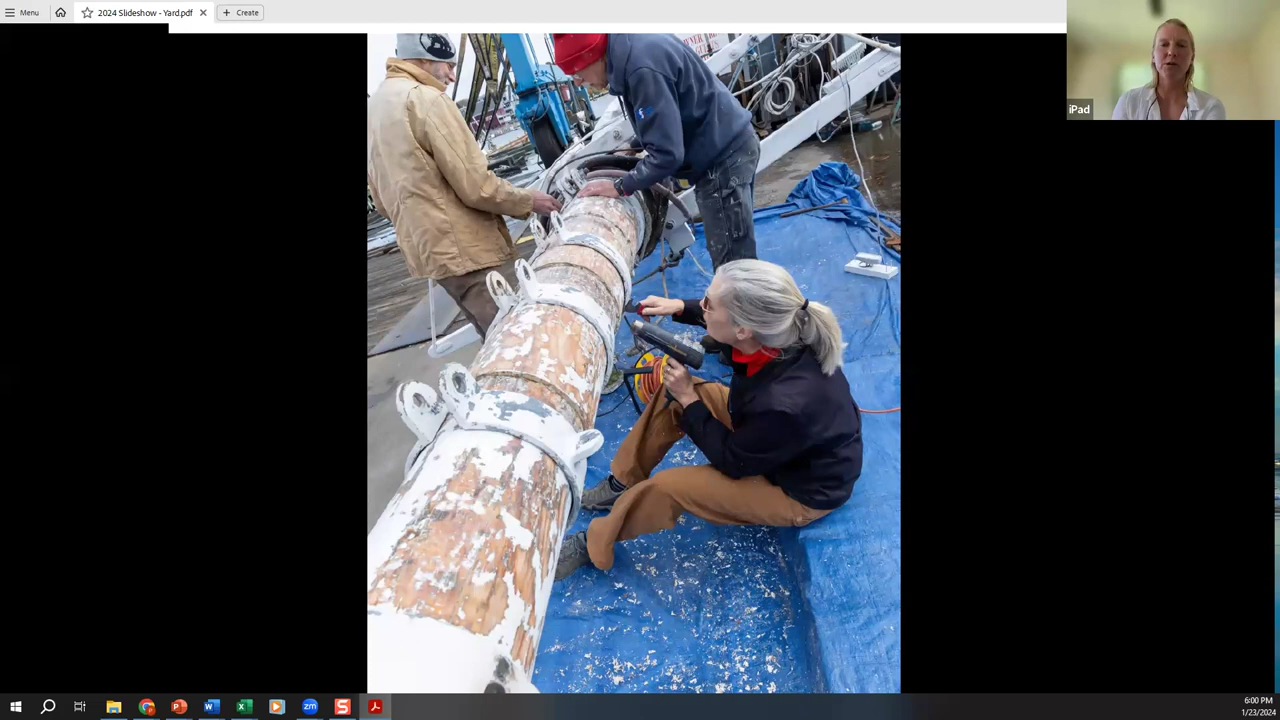 Menu
2024 Slideshow - Yard.pdf
Create
iPad
6:00 PM
1/23/2024